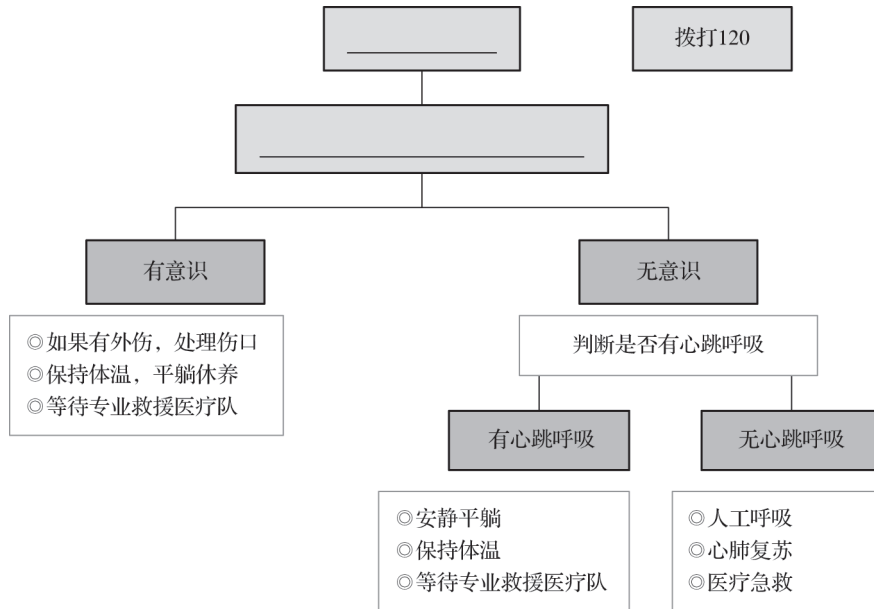 拨打120
有意识
无意识
◎如果有外伤，处理伤口
◎保持体温，平躺休养
◎等待专业救援医疗队
判断是否有心跳呼吸
有心跳呼吸
无心跳呼吸
◎安静平躺
◎保持体温
◎等待专业救援医疗队
◎人工呼吸
◎心肺复苏
◎医疗急救